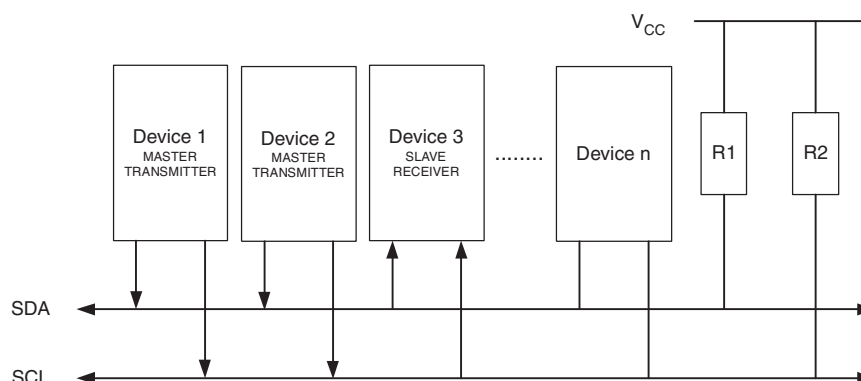 VCC
Device 1
MASTER
TRANSMITTER
Device 2
MASTER
TRANSMITTER
Device 3
SLAVE
RECEIVER
........
Device n
R1
R2
SDA
SCL